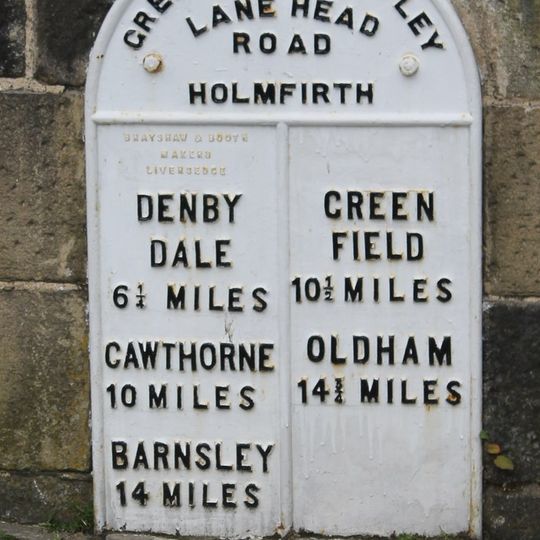 LANE HEAD
ROAD
HOLMFIRTH
BRAYSHAW & BOOTH
MAKERS
LIVERSEDGE
DENBY
DALE
6¼ MILES
CAWTHORNE
10 MILES
BARNSLEY
14 MILES
GREEN
FIELD
10½ MILES
OLDHAM
14¾ MILES